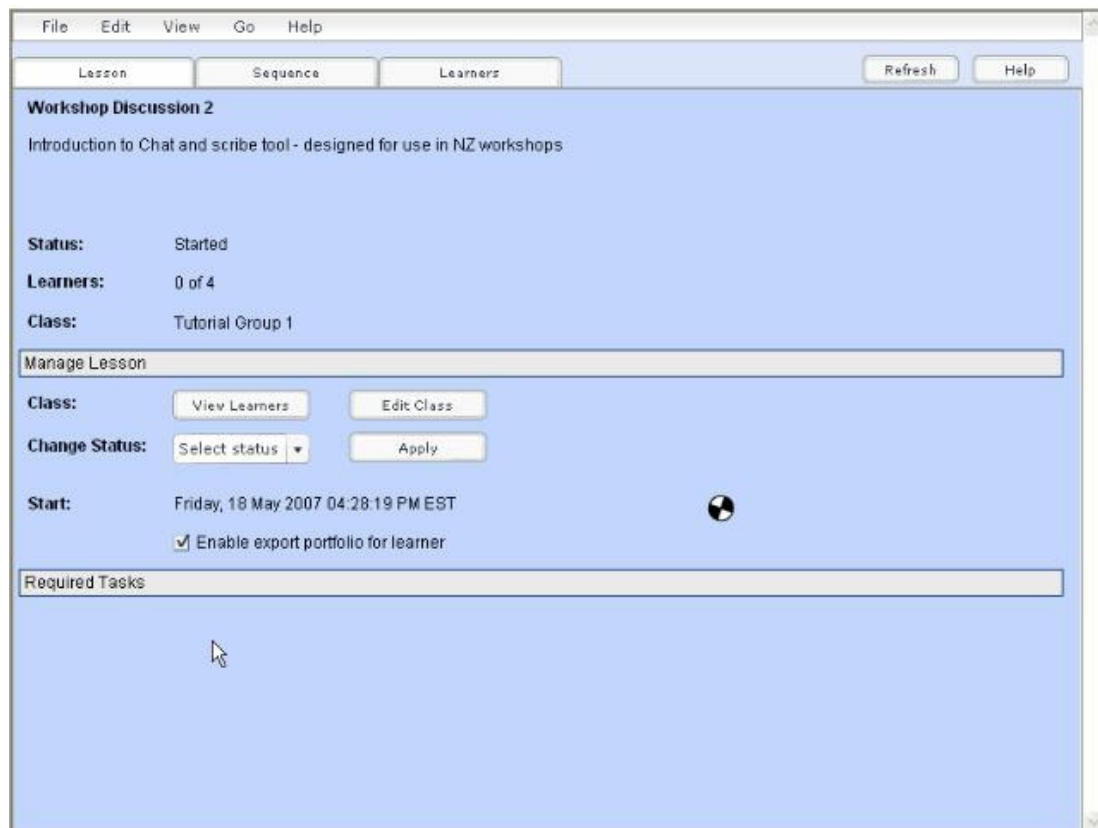 File Edit View Go Help
Lesson Sequence Learners Refresh Help
Workshop Discussion 2
Introduction to Chat and scribe tool - designed for use in NZ workshops
Status: Started
Learners: 0 of 4
Class: Tutorial Group 1
Manage Lesson
Class: View Learners Edit Class
Change Status: Select status Apply
Start: Friday, 18 May 2007 04:28:19 PM EST
Enable export portfolio for learner
Required Tasks